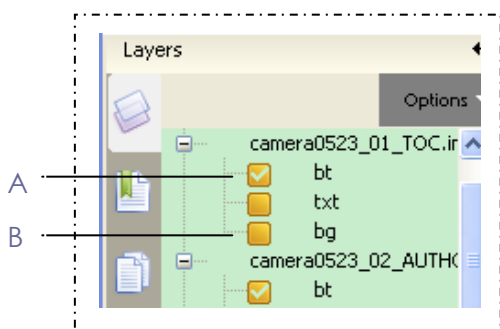 Layers
Options
camera0523_01_TOC.ir
A
bt
txt
B
bg
camera0523_02_AUTH(
bt